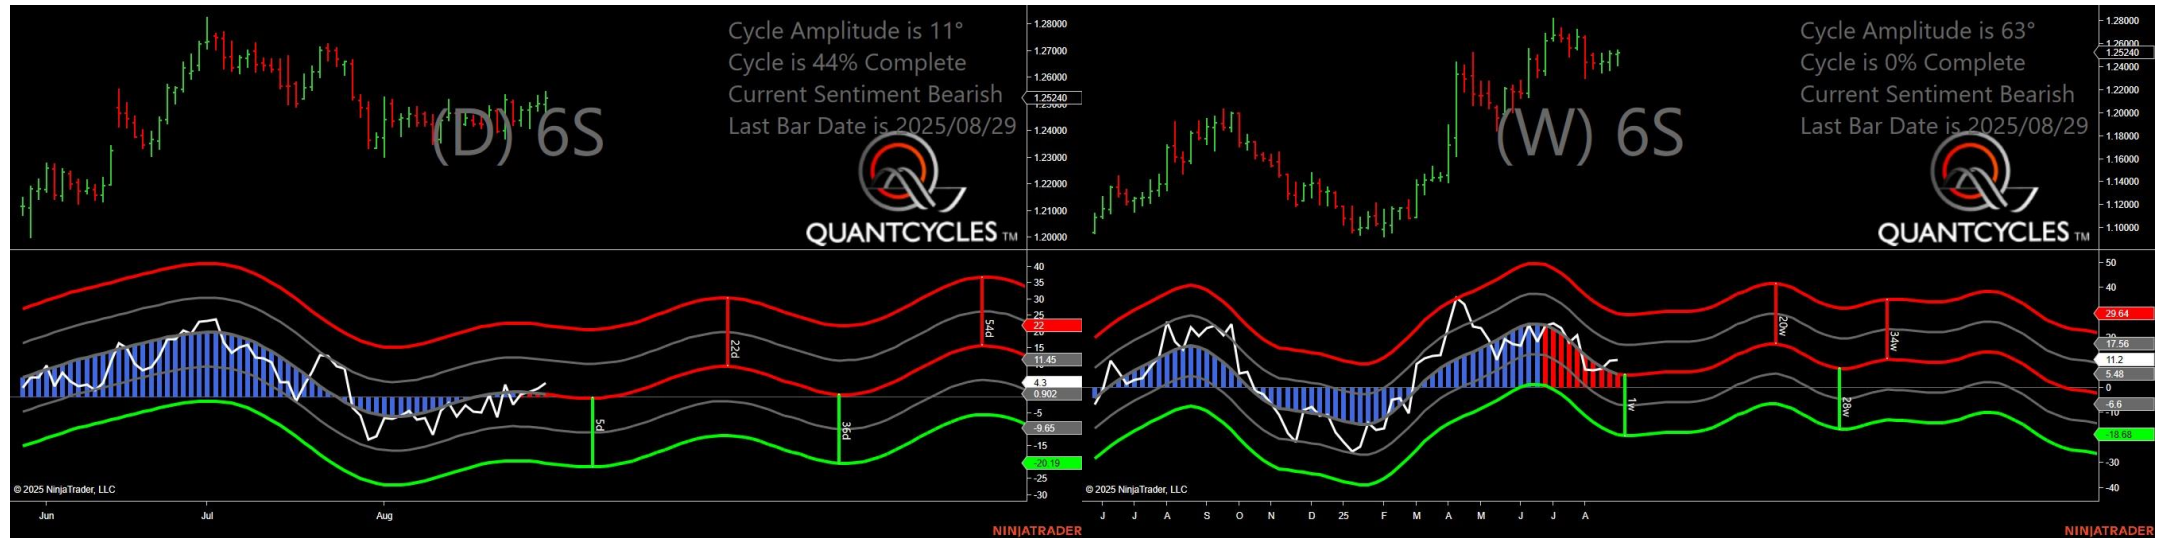 Cycle Amplitude is 11°
Cycle is 44% Complete
Current Sentiment Bearish
Last Bar Date is 2025/08/29
(D) 6S
QUANTCYCLES TM
1.28000
1.27000
1.26000
1.25240
1.24000
1.23000
1.22000
1.21000
1.20000
40
35
30
25
22
15
11.45
4.3
0.902
-5
-9.65
-15
-20.19
-25
-30
5d
22d
36d
54d
© 2025 NinjaTrader, LLC
Jun Jul Aug
NINJATRADER
Cycle Amplitude is 63°
Cycle is 0% Complete
Current Sentiment Bearish
Last Bar Date is 2025/08/29
(W) 6S
QUANTCYCLES TM
1.28000
1.26000
1.25240
1.24000
1.22000
1.20000
1.18000
1.16000
1.14000
1.12000
1.10000
50
40
29.64
20
17.56
11.2
5.48
0
-6.6
-10
-18.68
-30
-40
1w
20w
28w
34w
© 2025 NinjaTrader, LLC
J J A S O N D 25 F M A M J J A
NINJATRADER